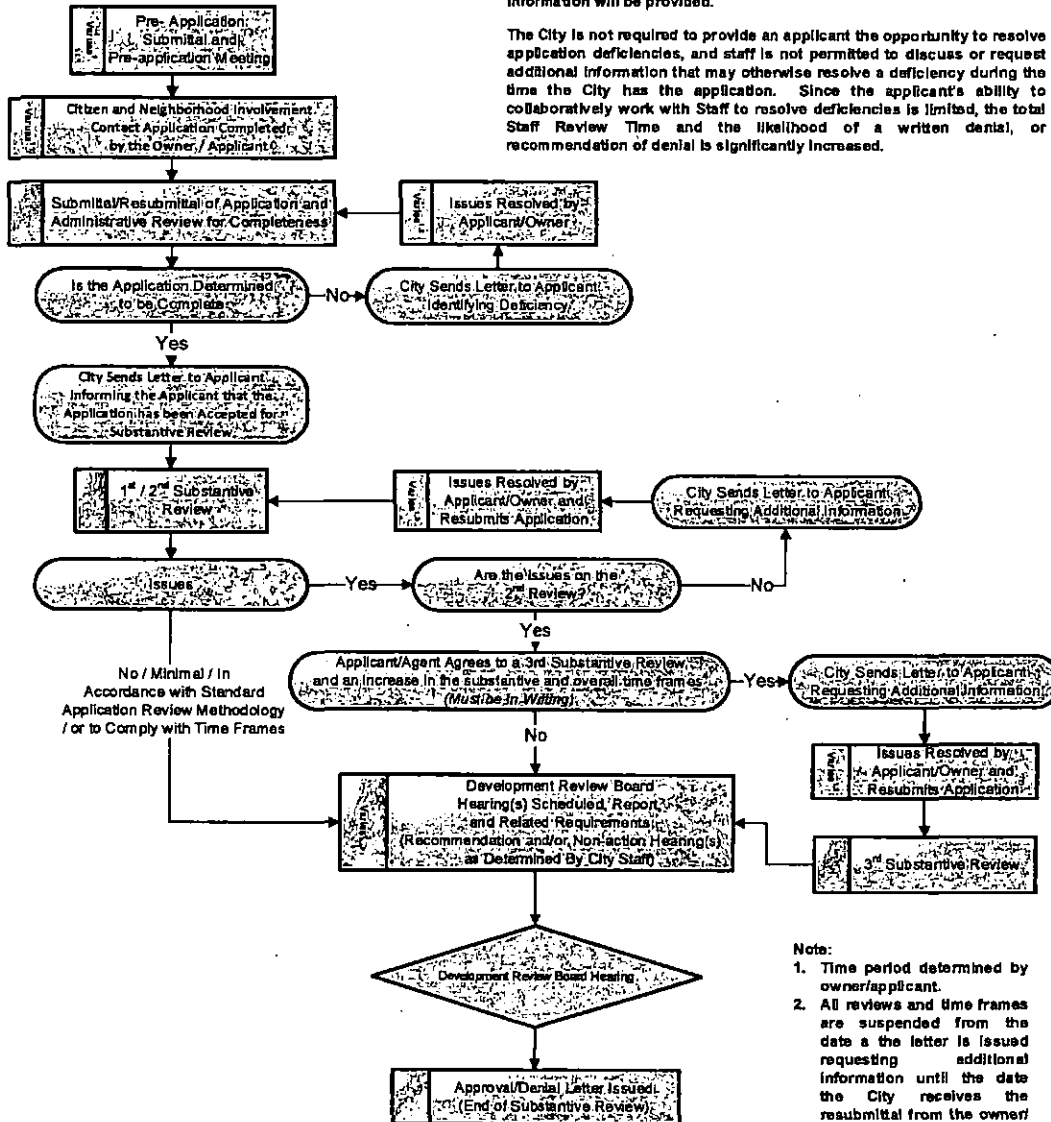 information will be provided.
The City is not required to provide an applicant the opportunity to resolve
application deficiencies, and staff is not permitted to discuss or request
additional information that may otherwise resolve a deficiency during the
time the City has the application. Since the applicant's ability to
collaboratively work with Staff to resolve deficiencies is limited, the total
Staff Review Time and the likelihood of a written denial, or
recommendation of denial is significantly increased.
Pre-Application
Submittal and
Pre-application Meeting
Citizen and Neighborhood Involvement
Contact Application Completed
by the Owner / Applicant
Submittal/Resubmittal of Application and
Administrative Review for Completeness
Issues Resolved by
Applicant/Owner
Is the Application Determined
to be Complete
No
City Sends Letter to Applicant
Identifying Deficiency
Yes
City Sends Letter to Applicant
Informing the Applicant that the
Application has been Accepted for
Substantive Review
1st / 2nd Substantive
Review
Issues Resolved by
Applicant/Owner and
Resubmits Application
City Sends Letter to Applicant
Requesting Additional Information
Issues
Yes
Are the Issues on the
2nd Review?
No
Yes
No / Minimal / In
Accordance with Standard
Application Review Methodology
/ or to Comply with Time Frames
Applicant/Agent Agrees to a 3rd Substantive Review
and an increase in the substantive and overall time frames
(Must be in Writing)
Yes
City Sends Letter to Applicant
Requesting Additional Information
No
Issues Resolved by
Applicant/Owner and
Resubmits Application
Development Review Board
Hearing(s) Scheduled, Report
and Related Requirements
(Recommendation and/or Non-action Hearing(s)
as Determined By City Staff)
3rd Substantive Review
Development Review Board Hearing
Approval/Denial Letter Issued
(End of Substantive Review)
Note:
1. Time period determined by
owner/applicant.
2. All reviews and time frames
are suspended from the
date a the letter is issued
requesting additional
information until the date
the City receives the
resubmittal from the owner/